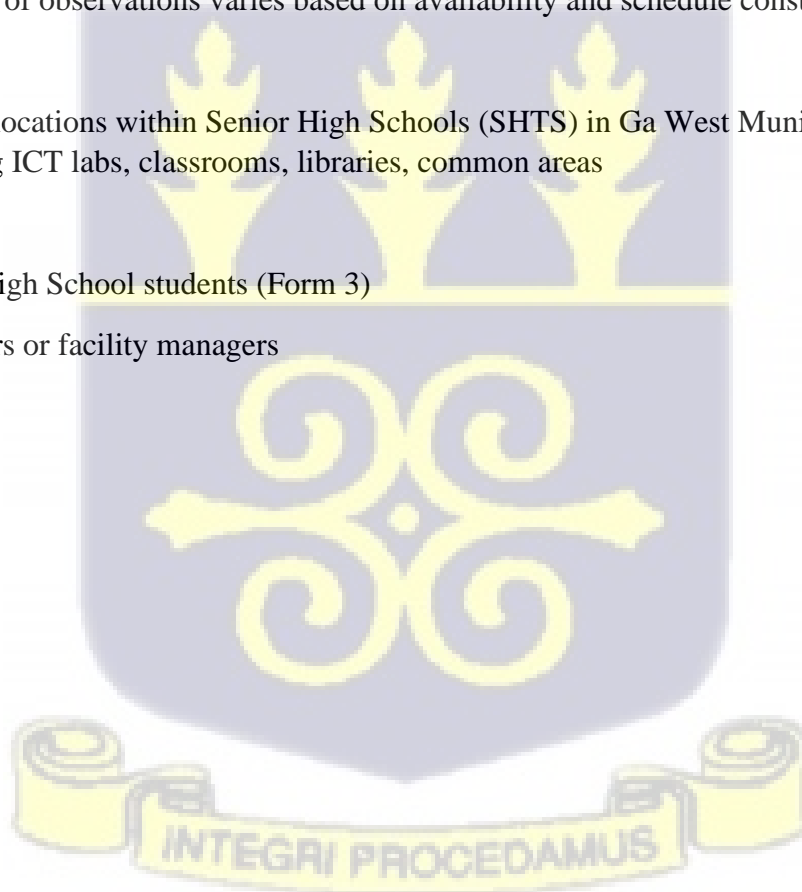 of observations varies based on availability and schedule const
locations within Senior High Schools (SHTS) in Ga West Muni
g ICT labs, classrooms, libraries, common areas
igh School students (Form 3)
rs or facility managers
INTEGRI PROCEDAMUS